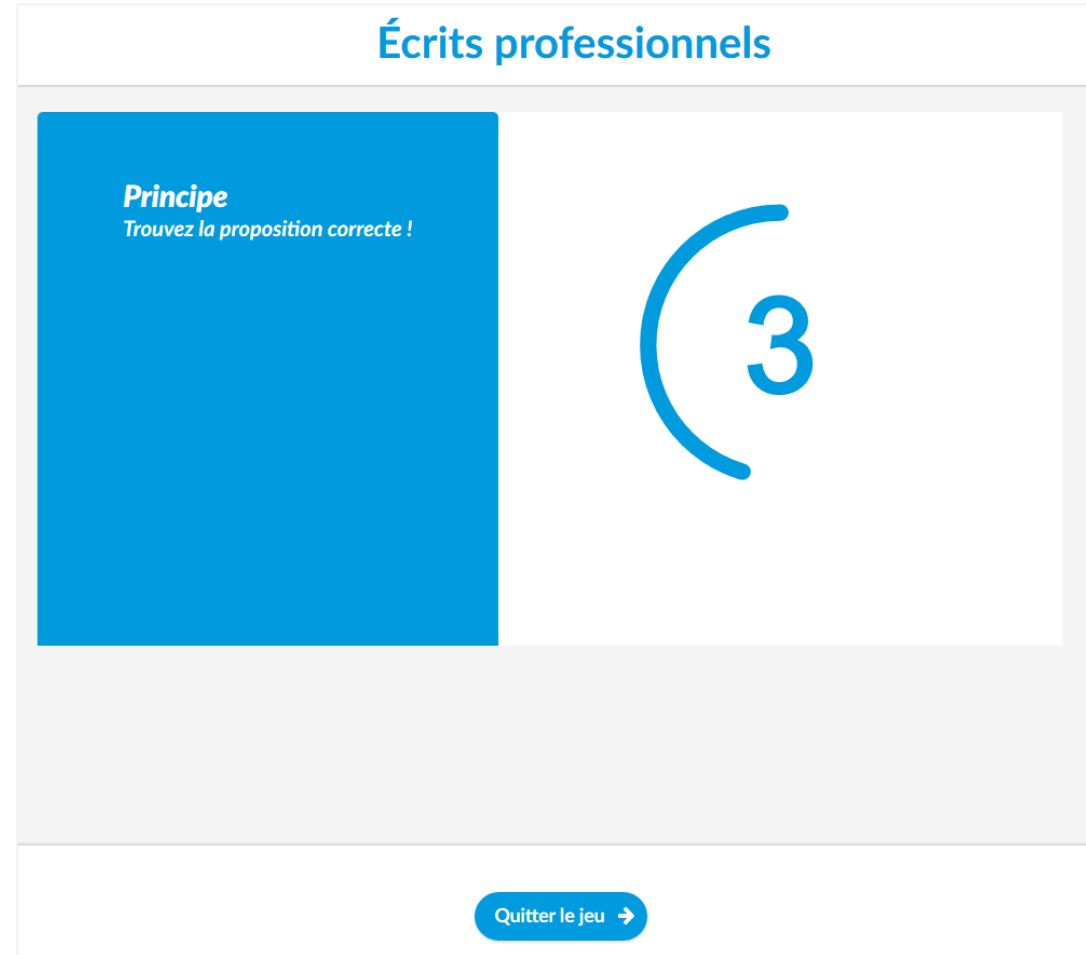 Écrits professionnels
Principe
Trouvez la proposition correcte !
3
Quitter le jeu